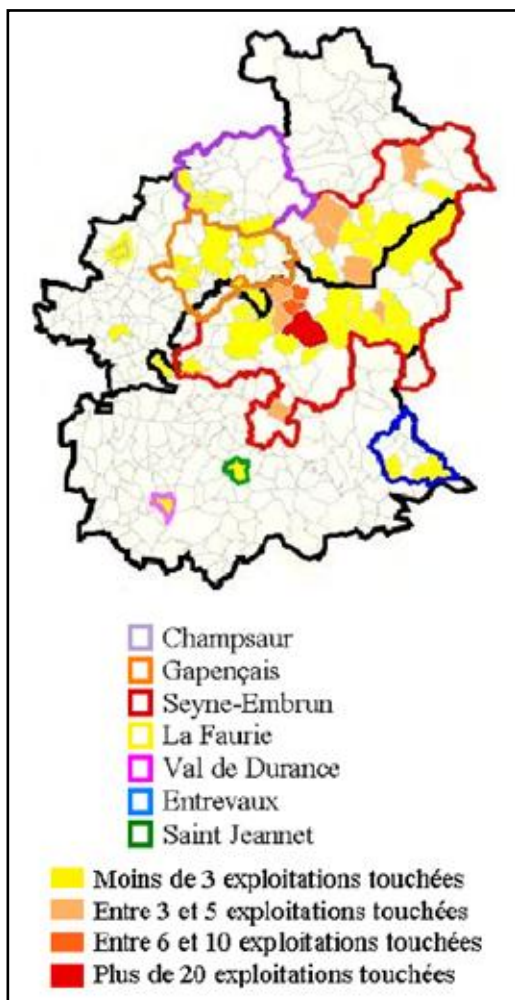 Champsaur
Gapençais
Seyne-Embrun
La Faurie
Val de Durance
Entrevaux
Saint Jeannet
Moins de 3 exploitations touchées
Entre 3 et 5 exploitations touchées
Entre 6 et 10 exploitations touchées
Plus de 20 exploitations touchées